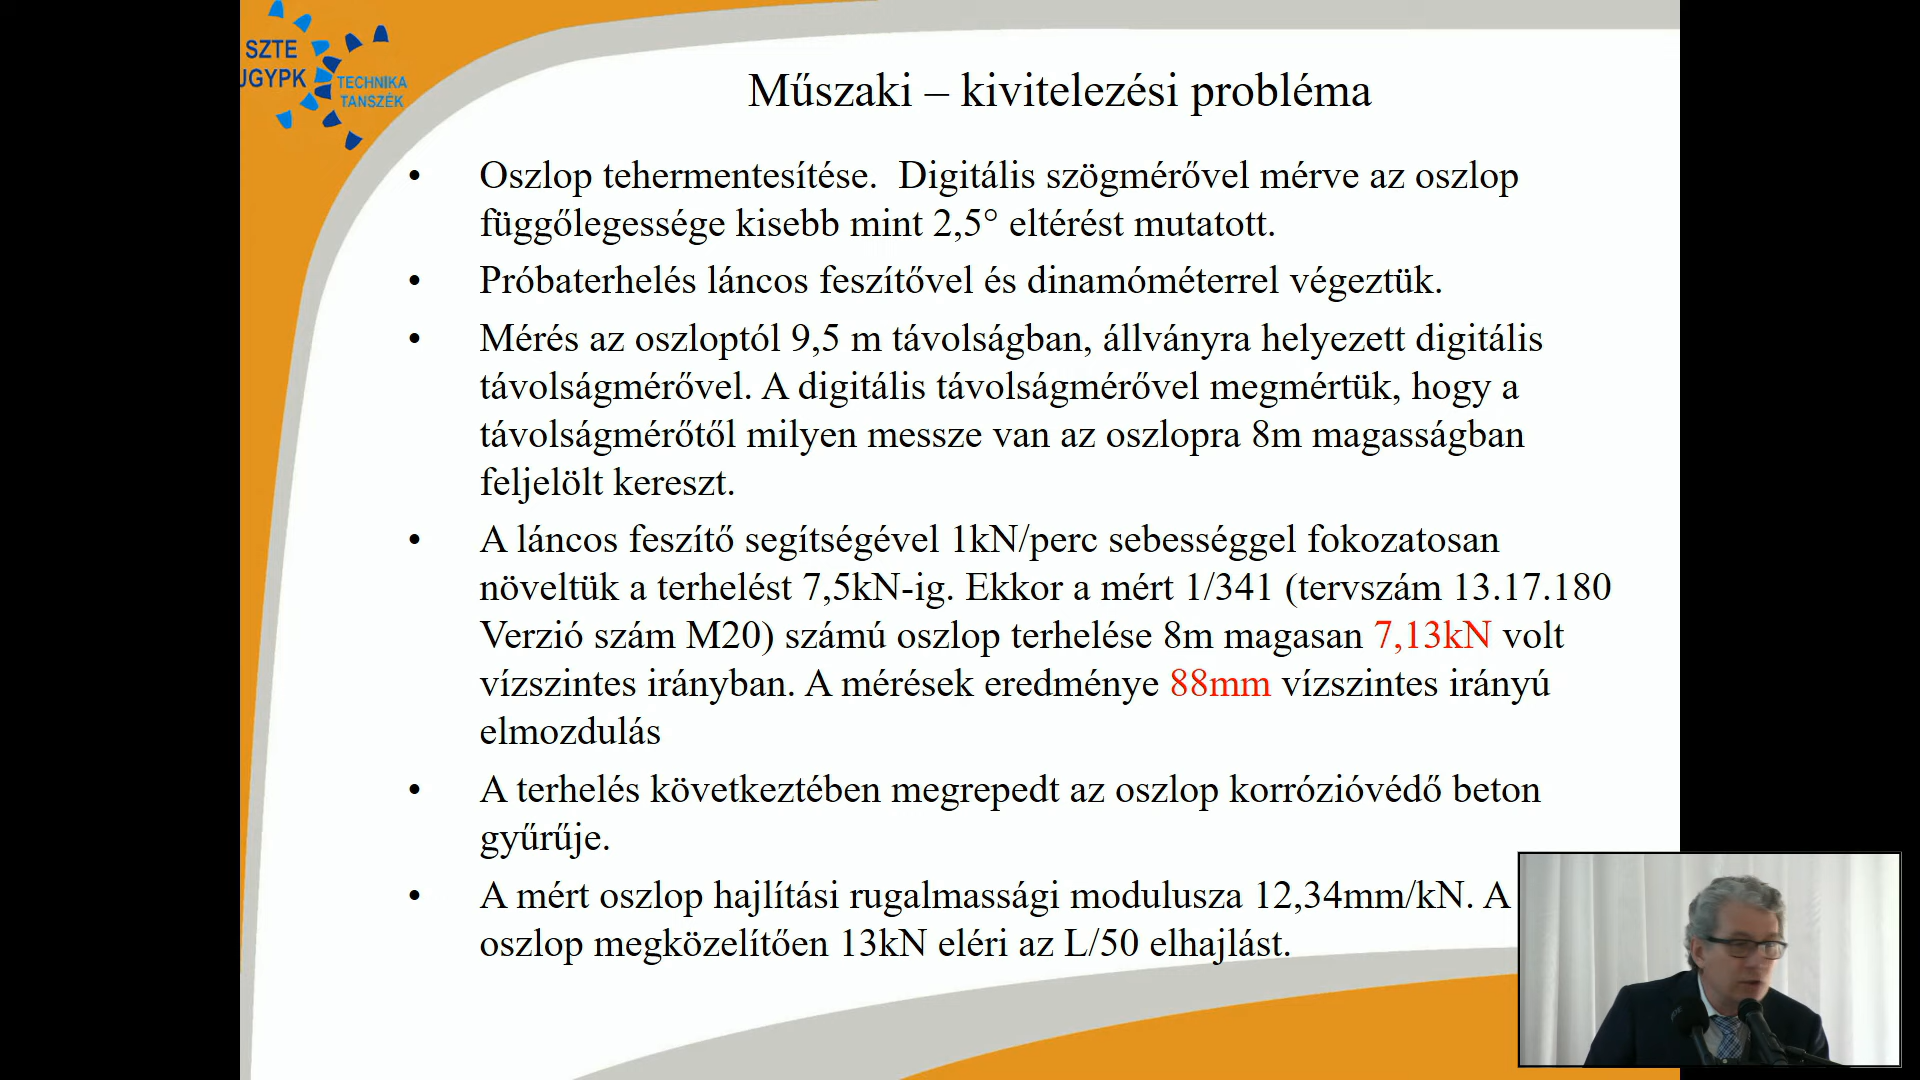 SZTE
JGYPK
TECHNIKA
TANSZÉK
Műszaki – kivitelezési probléma
• Oszlop tehermentesítése.  Digitális szögmérővel mérve az oszlop
függőlegessége kisebb mint 2,5° eltérést mutatott.
• Próbaterhelés láncos feszítővel és dinamóméterrel végeztük.
• Mérés az oszloptól 9,5 m távolságban, állványra helyezett digitális
távolságmérővel. A digitális távolságmérővel megmértük, hogy a
távolságmérőtől milyen messze van az oszlopra 8m magasságban
feljelölt kereszt.
• A láncos feszítő segítségével 1kN/perc sebességgel fokozatosan
növeltük a terhelést 7,5kN-ig. Ekkor a mért 1/341 (tervszám 13.17.180
Verzió szám M20) számú oszlop terhelése 8m magasan 7,13kN volt
vízszintes irányban. A mérések eredménye 88mm vízszintes irányú
elmozdulás
• A terhelés következtében megrepedt az oszlop korrózióvédő beton
gyűrűje.
• A mért oszlop hajlítási rugalmassági modulusza 12,34mm/kN. A
oszlop megközelítően 13kN eléri az L/50 elhajlást.